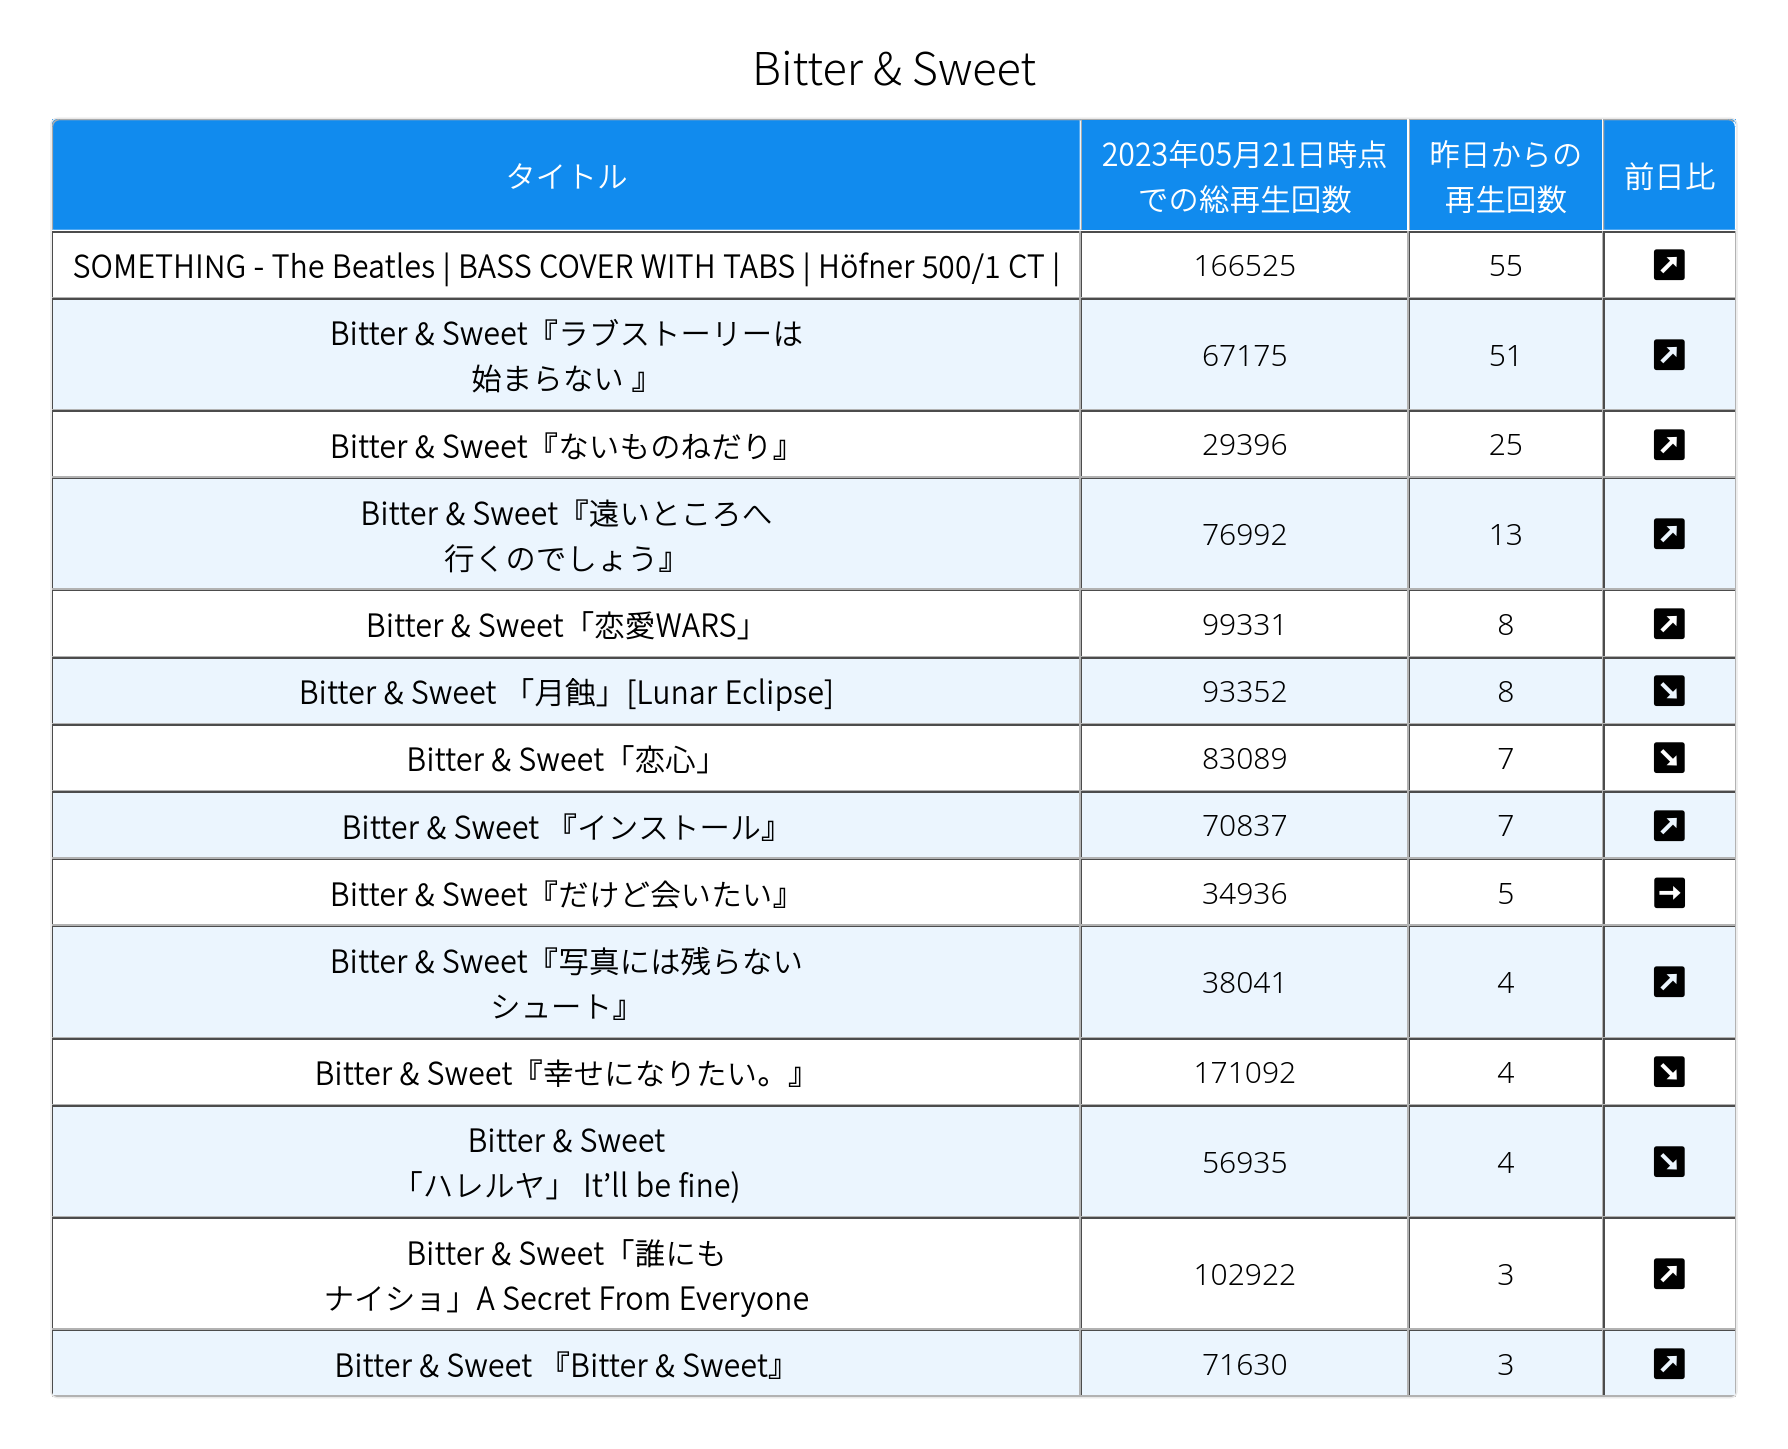 Bitter & Sweet
タイトル
2023年05月21日時点
での総再生回数
昨日からの
再生回数
前日比
SOMETHING - The Beatles | BASS COVER WITH TABS | Höfner 500/1 CT |
166525
55
Bitter & Sweet『ラブストーリーは
始まらない 』
67175
51
Bitter & Sweet『ないものねだり』
29396
25
Bitter & Sweet『遠いところへ
行くのでしょう』
76992
13
Bitter & Sweet「恋愛WARS」
99331
8
Bitter & Sweet 「月蝕」[Lunar Eclipse]
93352
8
Bitter & Sweet「恋心」
83089
7
Bitter & Sweet 『インストール』
70837
7
Bitter & Sweet『だけど会いたい』
34936
5
Bitter & Sweet『写真には残らない
シュート』
38041
4
Bitter & Sweet『幸せになりたい。』
171092
4
Bitter & Sweet
「ハレルヤ」 It’ll be fine)
56935
4
Bitter & Sweet「誰にも
ナイショ」A Secret From Everyone
102922
3
Bitter & Sweet 『Bitter & Sweet』
71630
3